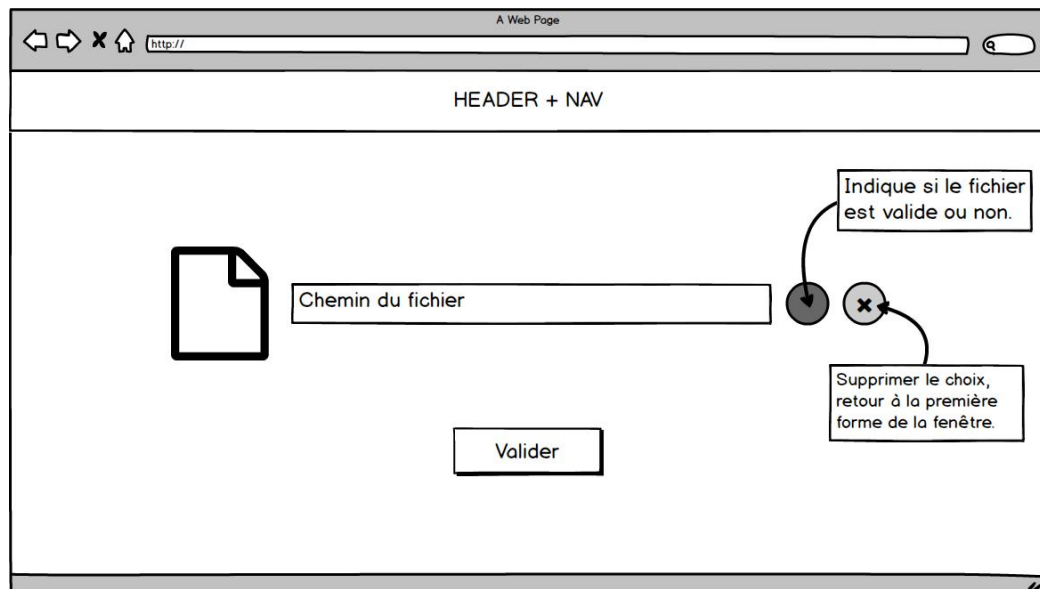 A Web Page
http://
HEADER + NAV
Indique si le fichier
est valide ou non.
Chemin du fichier
Supprimer le choix,
retour à la première
forme de la fenêtre.
Valider